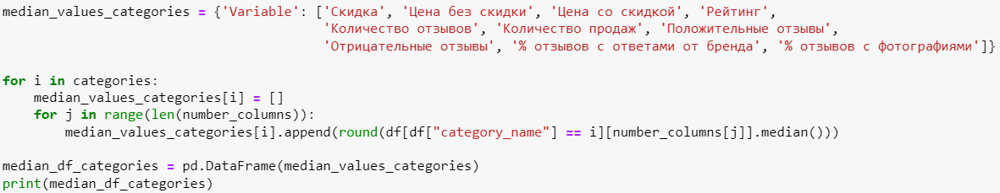 median_values_categories = {'Variable': ['Скидка', 'Цена без скидки', 'Цена со скидкой', 'Рейтинг',
                                         'Количество отзывов', 'Количество продаж', 'Положительные отзывы',
                                         'Отрицательные отзывы', '% отзывов с ответами от бренда', '% отзывов с фотографиями']}

for i in categories:
    median_values_categories[i] = []
    for j in range(len(number_columns)):
        median_values_categories[i].append(round(df[df["category_name"] == i][number_columns[j]].median()))

median_df_categories = pd.DataFrame(median_values_categories)
print(median_df_categories)